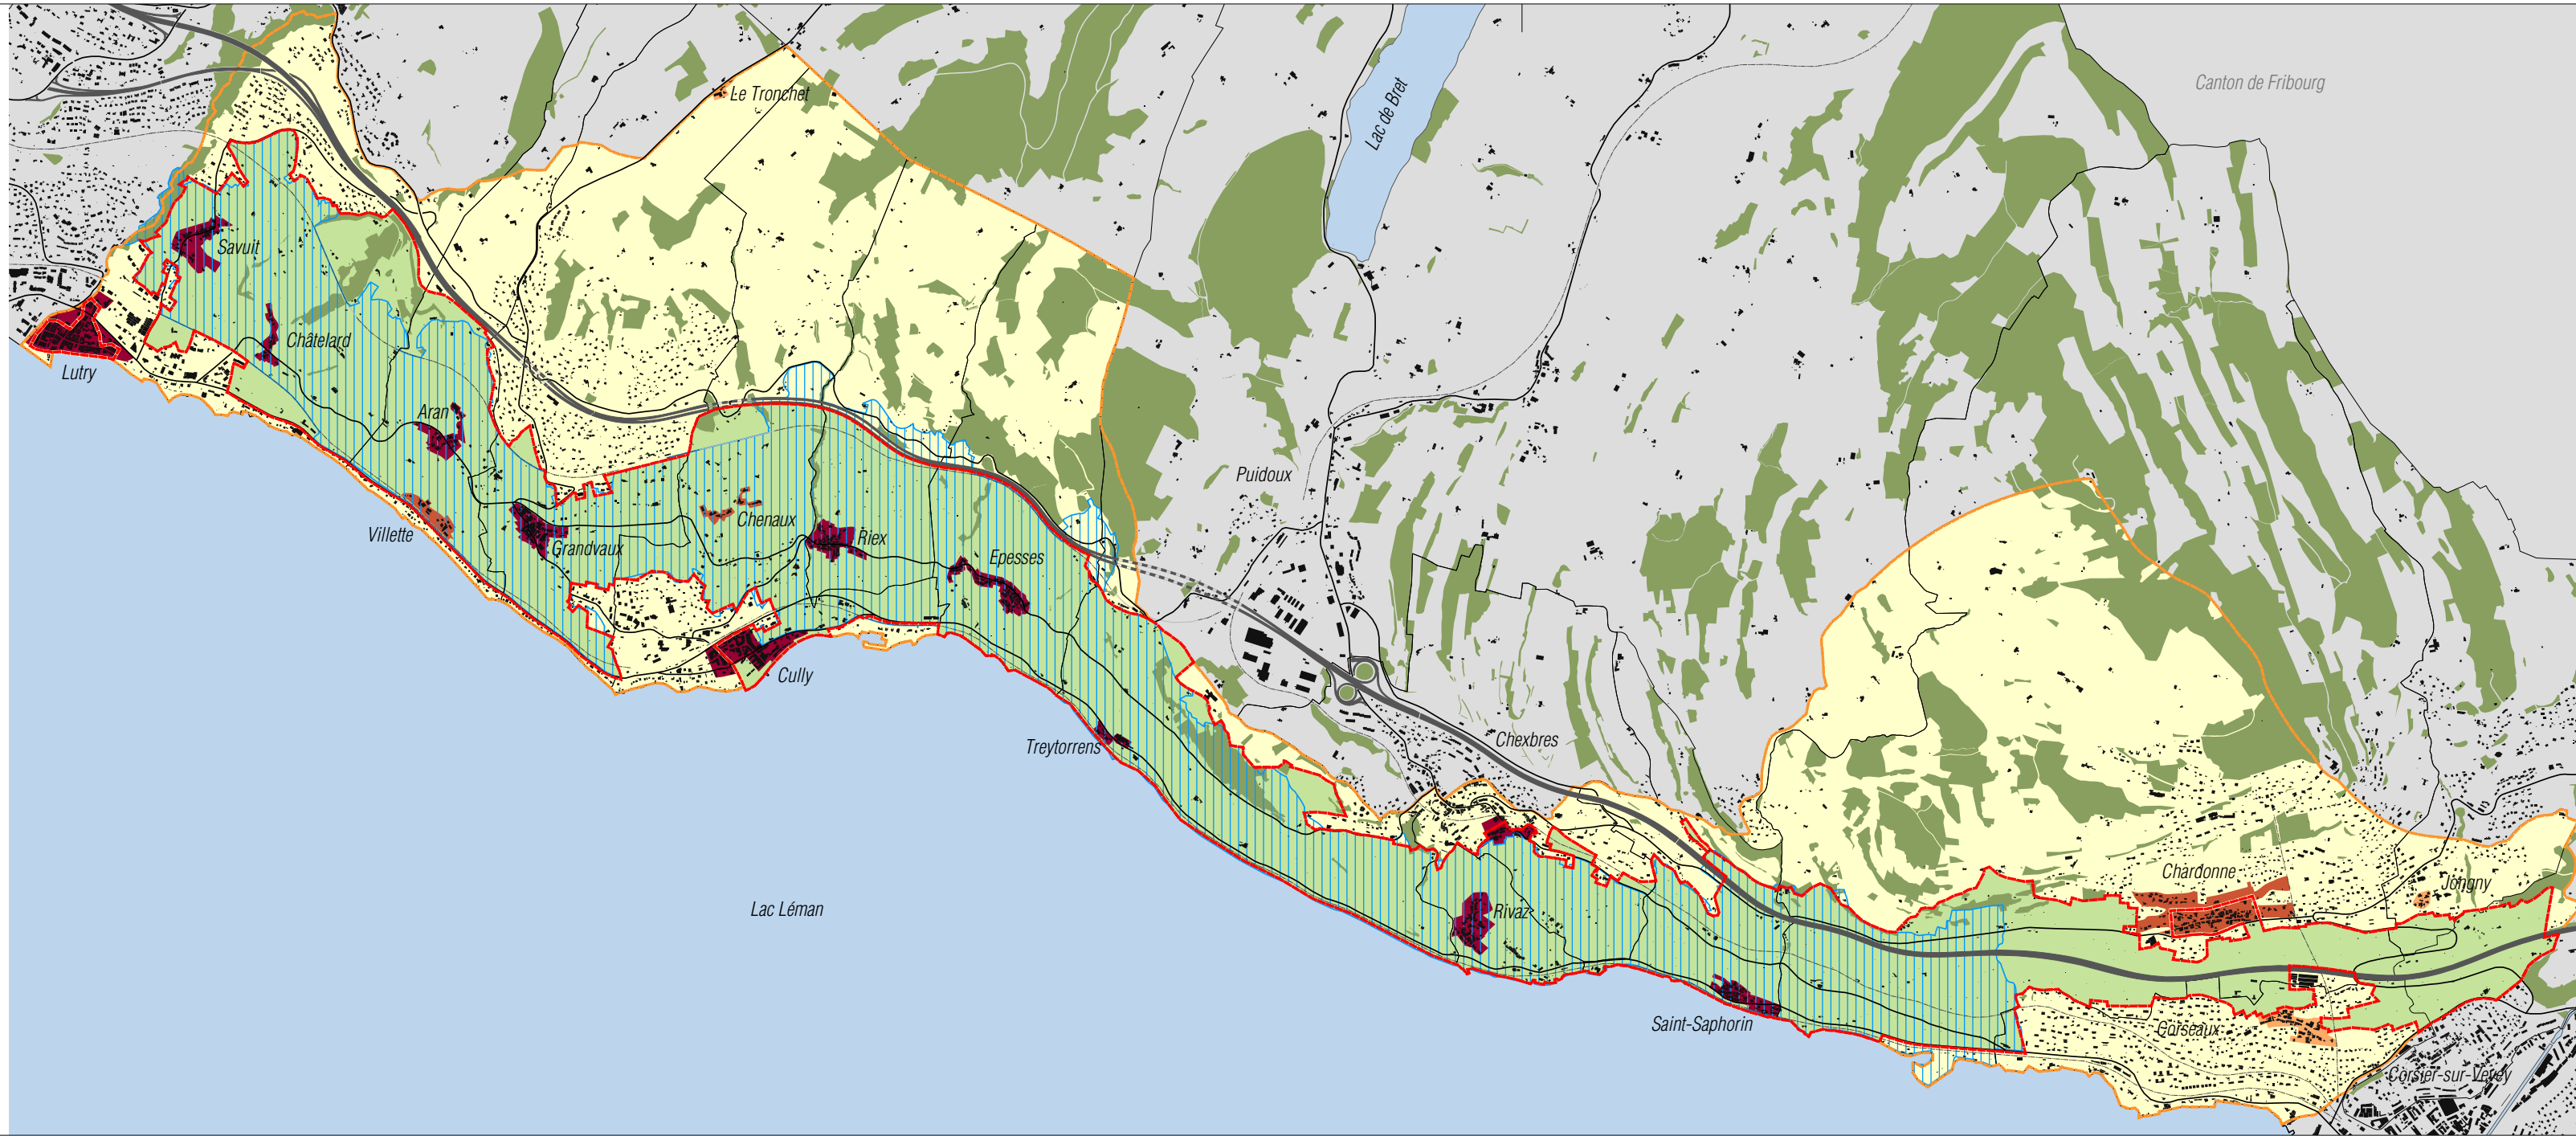 Canton de Fribourg
Le Tronchet
Lac de Bret
Savuit
Châtelard
Lutry
Aran
Puidoux
Villette
Grandvaux
Chenaux
Riex
Epesses
Cully
Treytorrens
Chexbres
Lac Léman
Rivaz
Chardonne
Jongny
Saint-Saphorin
Corseaux
Corsier-sur-Vevey